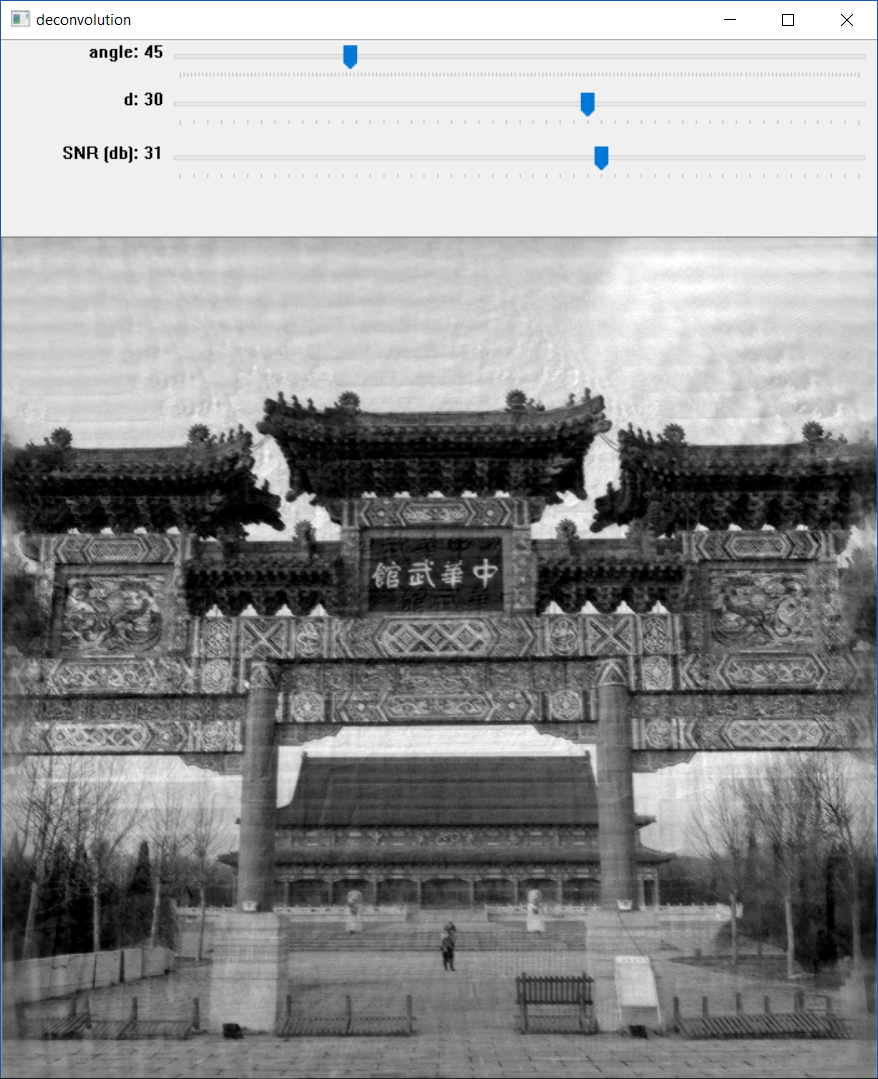 deconvolution
angle: 45
d: 30
SNR (db): 31
中華武館